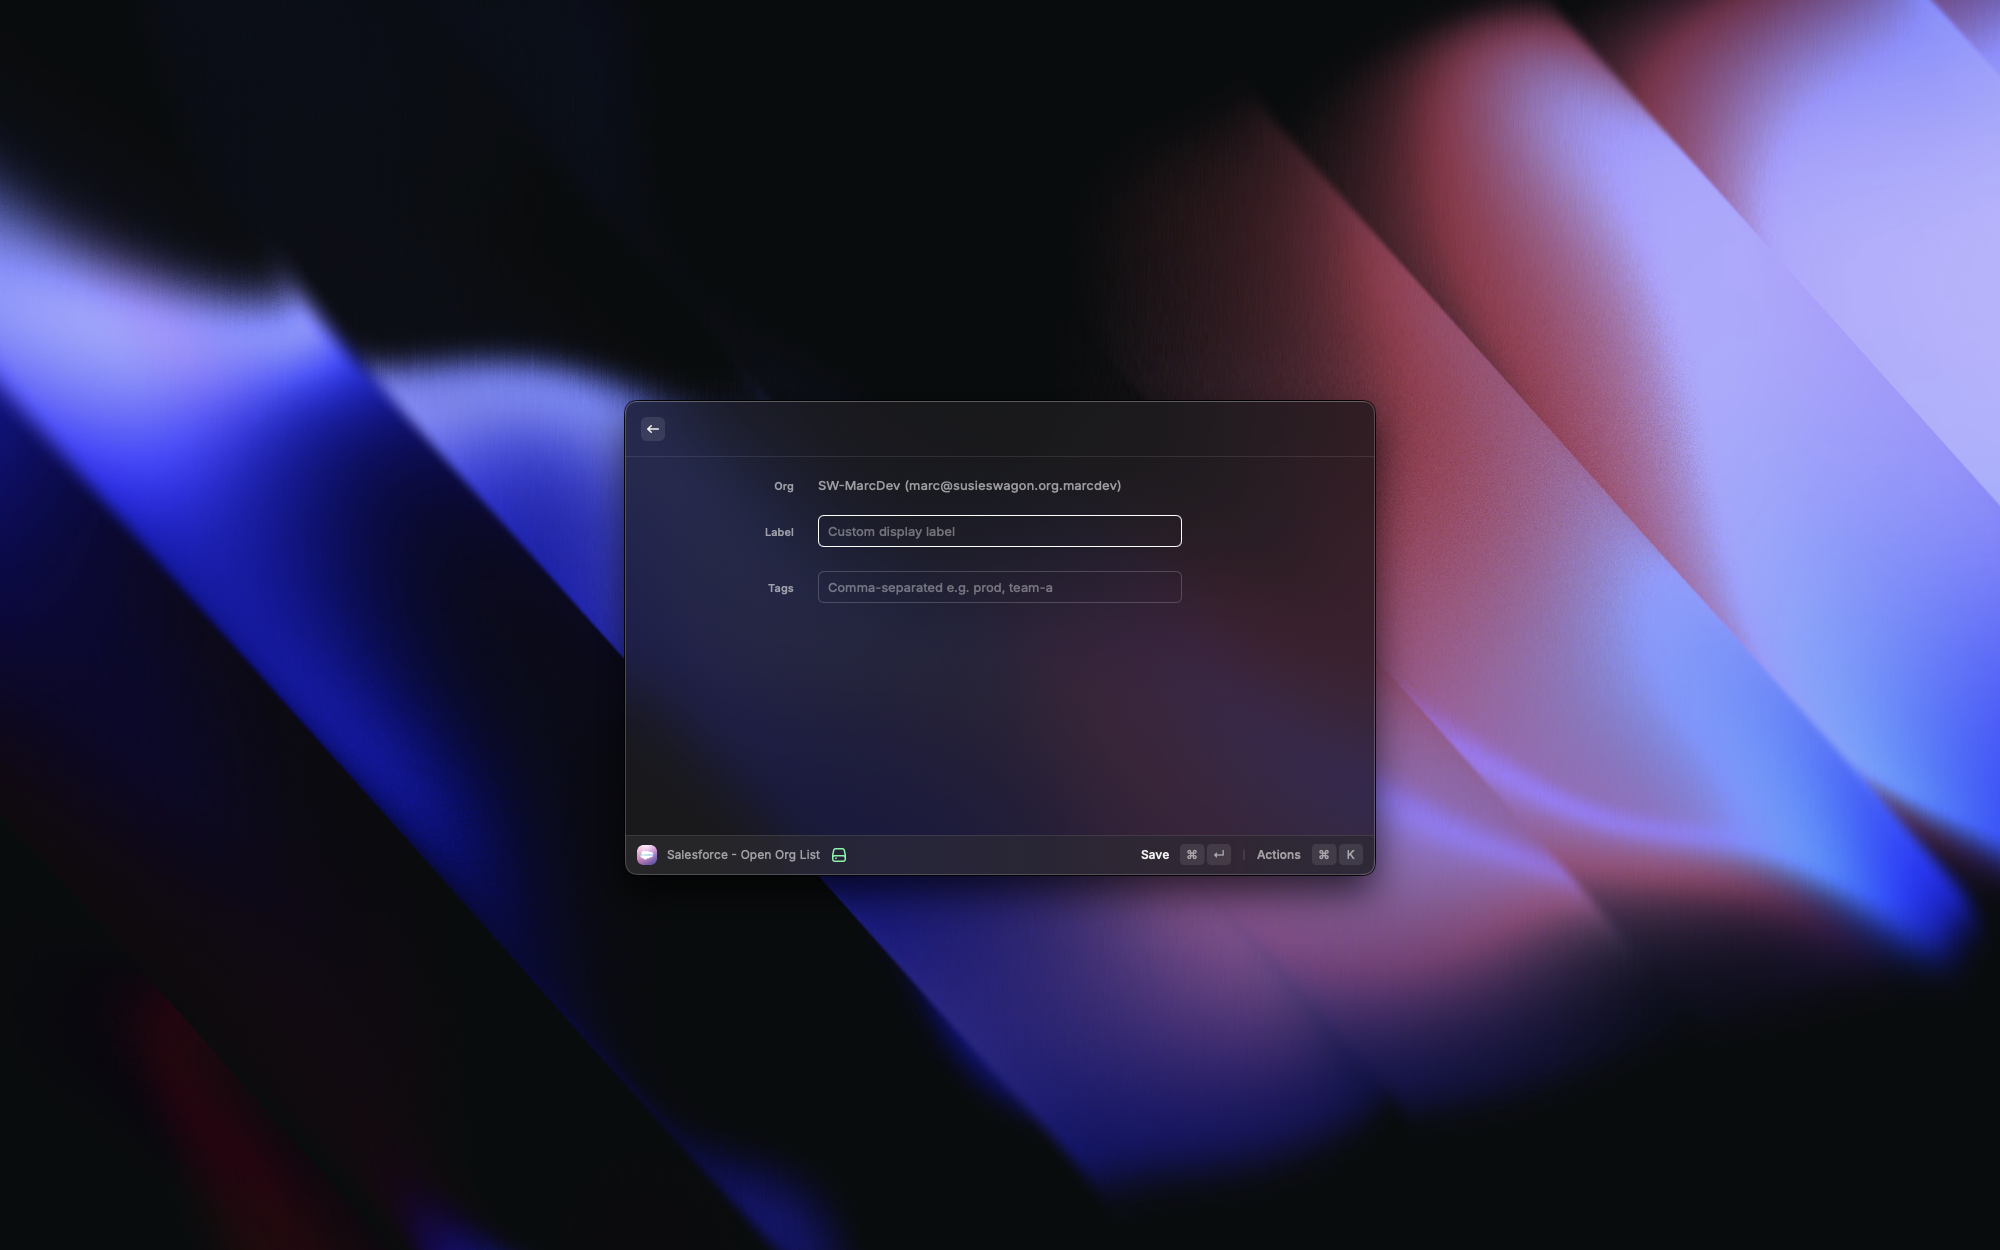 Org SW-MarcDev (marc@susieswagon.org.marcdev)
Label Custom display label
Tags Comma-separated e.g. prod, team-a
Salesforce - Open Org List Save ⌘ ↵ Actions ⌘ K